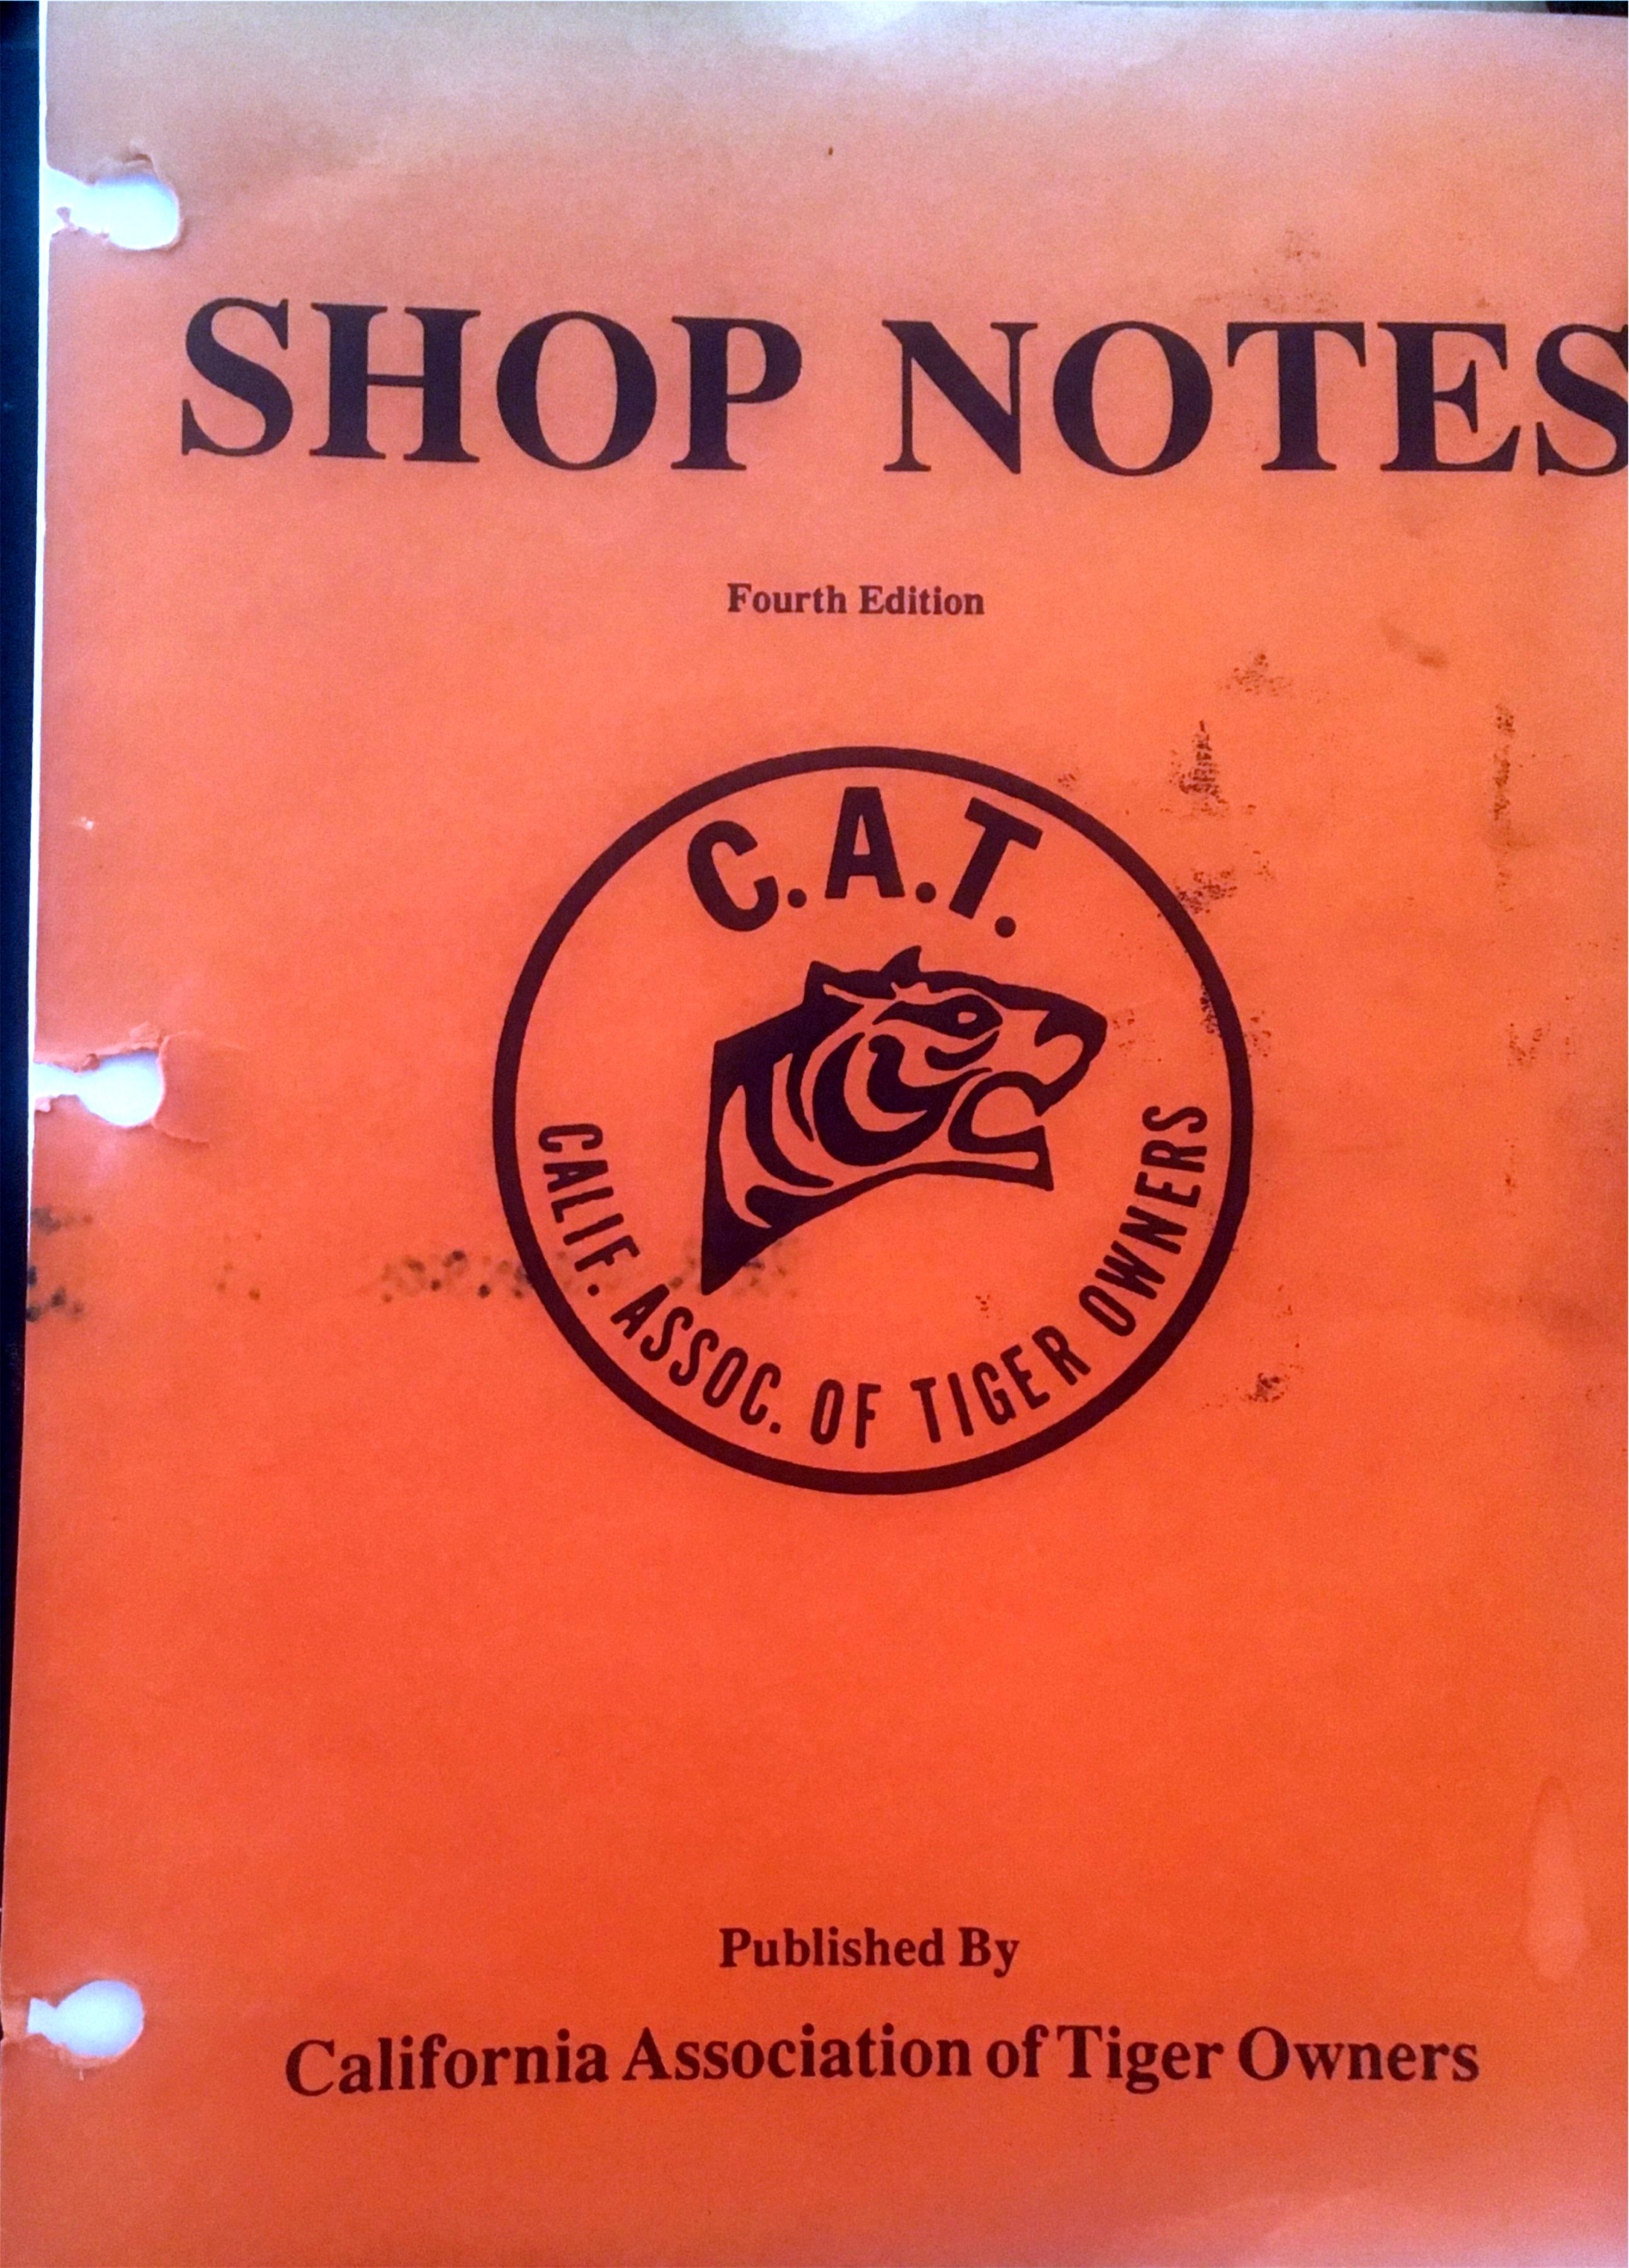 SHOP NOTES
Fourth Edition
C.A.T.
CALIF. ASSOC. OF TIGER OWNERS
Published By
California Association of Tiger Owners